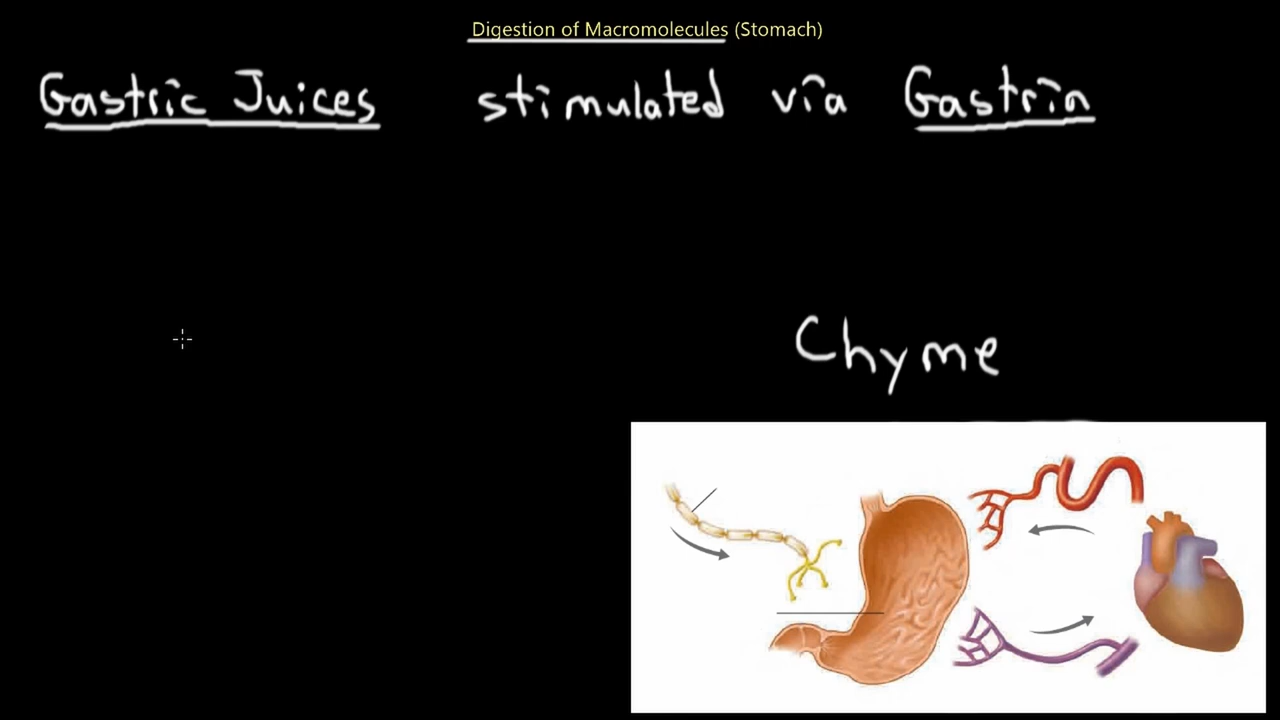 Digestion of Macromolecules (Stomach)
Gastric Juices stimulated via Gastrin
Chyme